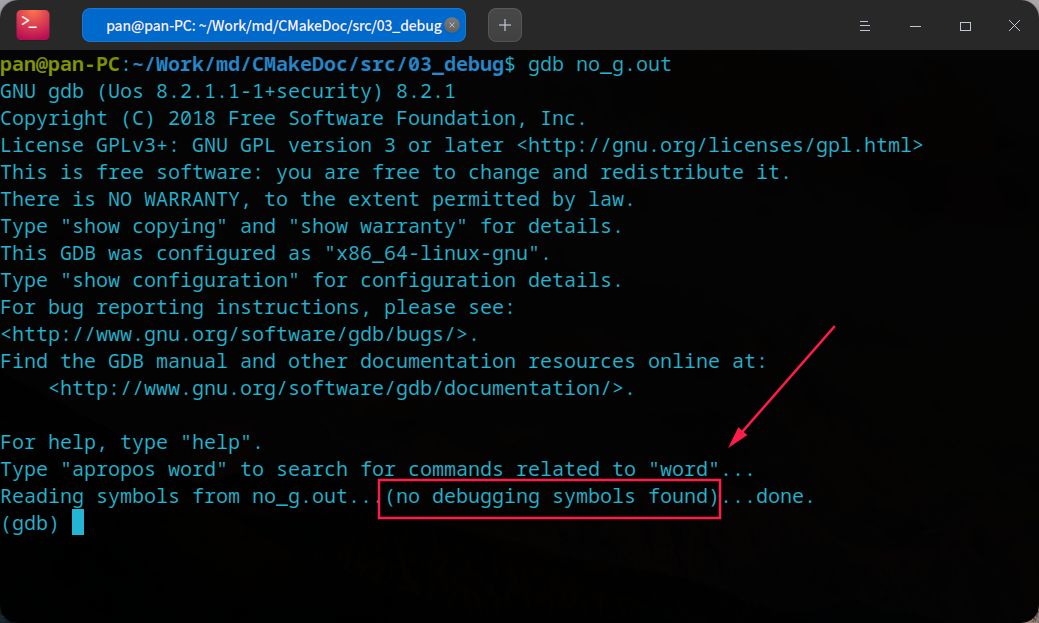 pan@pan-PC: ~/Work/md/CMakeDoc/src/03_debug
pan@pan-PC:~/Work/md/CMakeDoc/src/03_debug$ gdb no_g.out
GNU gdb (Uos 8.2.1.1-1+security) 8.2.1
Copyright (C) 2018 Free Software Foundation, Inc.
License GPLv3+: GNU GPL version 3 or later <http://gnu.org/licenses/gpl.html>
This is free software: you are free to change and redistribute it.
There is NO WARRANTY, to the extent permitted by law.
Type "show copying" and "show warranty" for details.
This GDB was configured as "x86_64-linux-gnu".
Type "show configuration" for configuration details.
For bug reporting instructions, please see:
<http://www.gnu.org/software/gdb/bugs/>.
Find the GDB manual and other documentation resources online at:
    <http://www.gnu.org/software/gdb/documentation/>.

For help, type "help".
Type "apropos word" to search for commands related to "word"...
Reading symbols from no_g.out...(no debugging symbols found)...done.
(gdb)